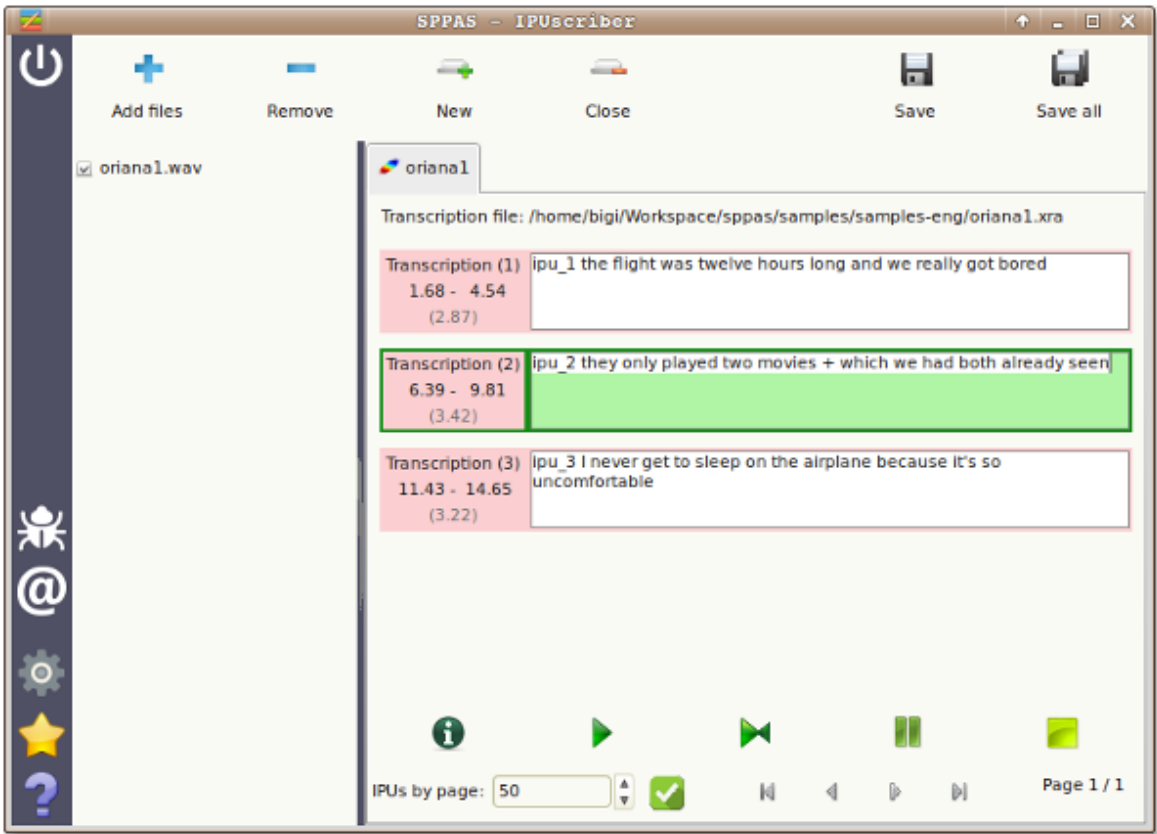 SPPAS - IPUscriber
Add files
Remove
New
Close
Save
Save all
oriana1.wav
oriana1
Transcription file: /home/bigi/Workspace/sppas/samples/samples-eng/oriana1.xra
Transcription (1)
1.68 - 4.54
(2.87)
ipu_1 the flight was twelve hours long and we really got bored
Transcription (2)
6.39 - 9.81
(3.42)
ipu_2 they only played two movies + which we had both already seen
Transcription (3)
11.43 - 14.65
(3.22)
ipu_3 I never get to sleep on the airplane because it's so
uncomfortable
IPUs by page: 50
Page 1 / 1